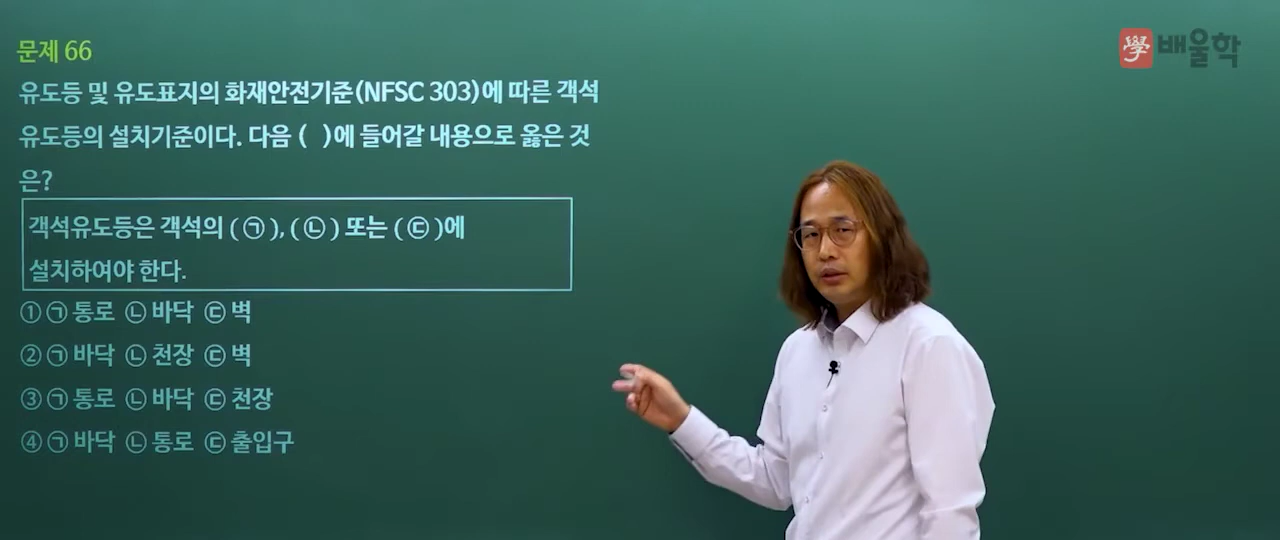 문제 66
學 배울학
유도등 및 유도표지의 화재안전기준(NFSC 303)에 따른 객석
유도등의 설치기준이다. 다음 ( )에 들어갈 내용으로 옳은 것
은?
객석유도등은 객석의 ( ㉠ ), ( ㉡ ) 또는 ( ㉢ )에
설치하여야 한다.
① ㉠ 통로 ㉡ 바닥 ㉢ 벽
② ㉠ 바닥 ㉡ 천장 ㉢ 벽
③ ㉠ 통로 ㉡ 바닥 ㉢ 천장
④ ㉠ 바닥 ㉡ 통로 ㉢ 출입구